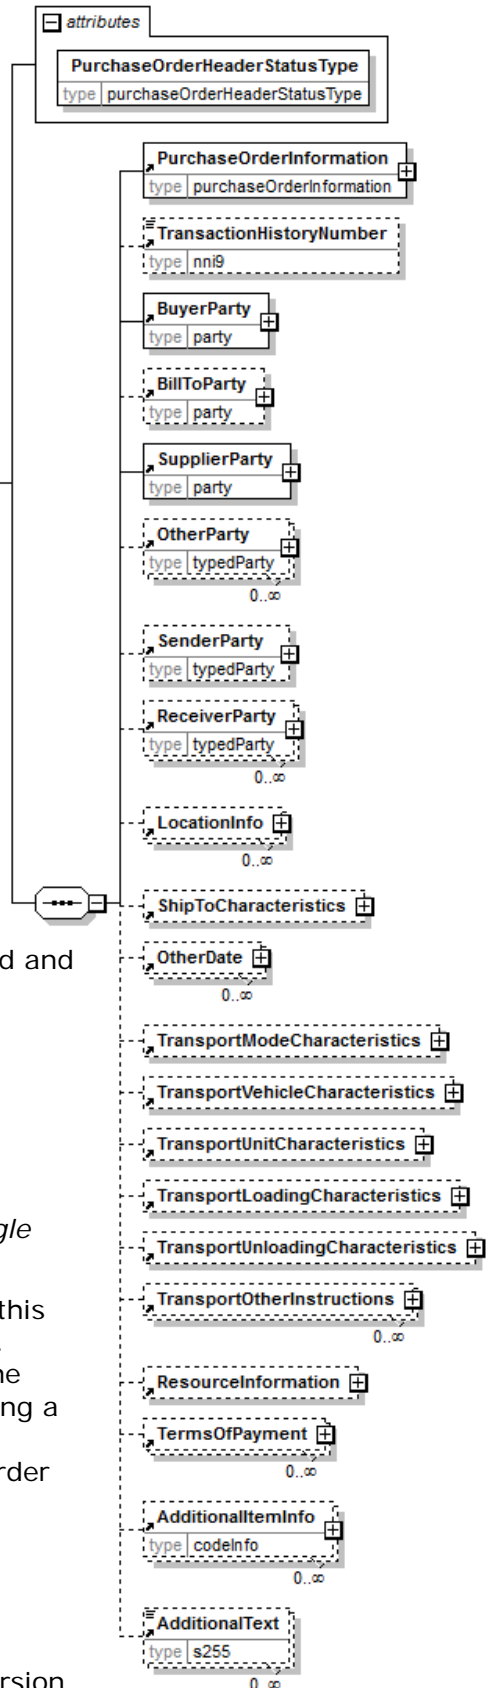 attributes
PurchaseOrderHeaderStatusType
type purchaseOrderHeaderStatusType
PurchaseOrderInformation
type purchaseOrderInformation
TransactionHistoryNumber
type nni9
BuyerParty
type party
BillToParty
type party
SupplierParty
type party
OtherParty
type typedParty
0..∞
SenderParty
type typedParty
ReceiverParty
type typedParty
0..∞
LocationInfo
0..∞
ShipToCharacteristics
d and
OtherDate
0..∞
TransportModeCharacteristics
TransportVehicleCharacteristics
TransportUnitCharacteristics
TransportLoadingCharacteristics
gle
TransportUnloadingCharacteristics
this
TransportOtherInstructions
0..∞
ne
ResourceInformation
ng a
TermsOfPayment
rder
0..∞
AdditionalItemInfo
type codeInfo
0..∞
AdditionalText
type s255
rsion
0..∞